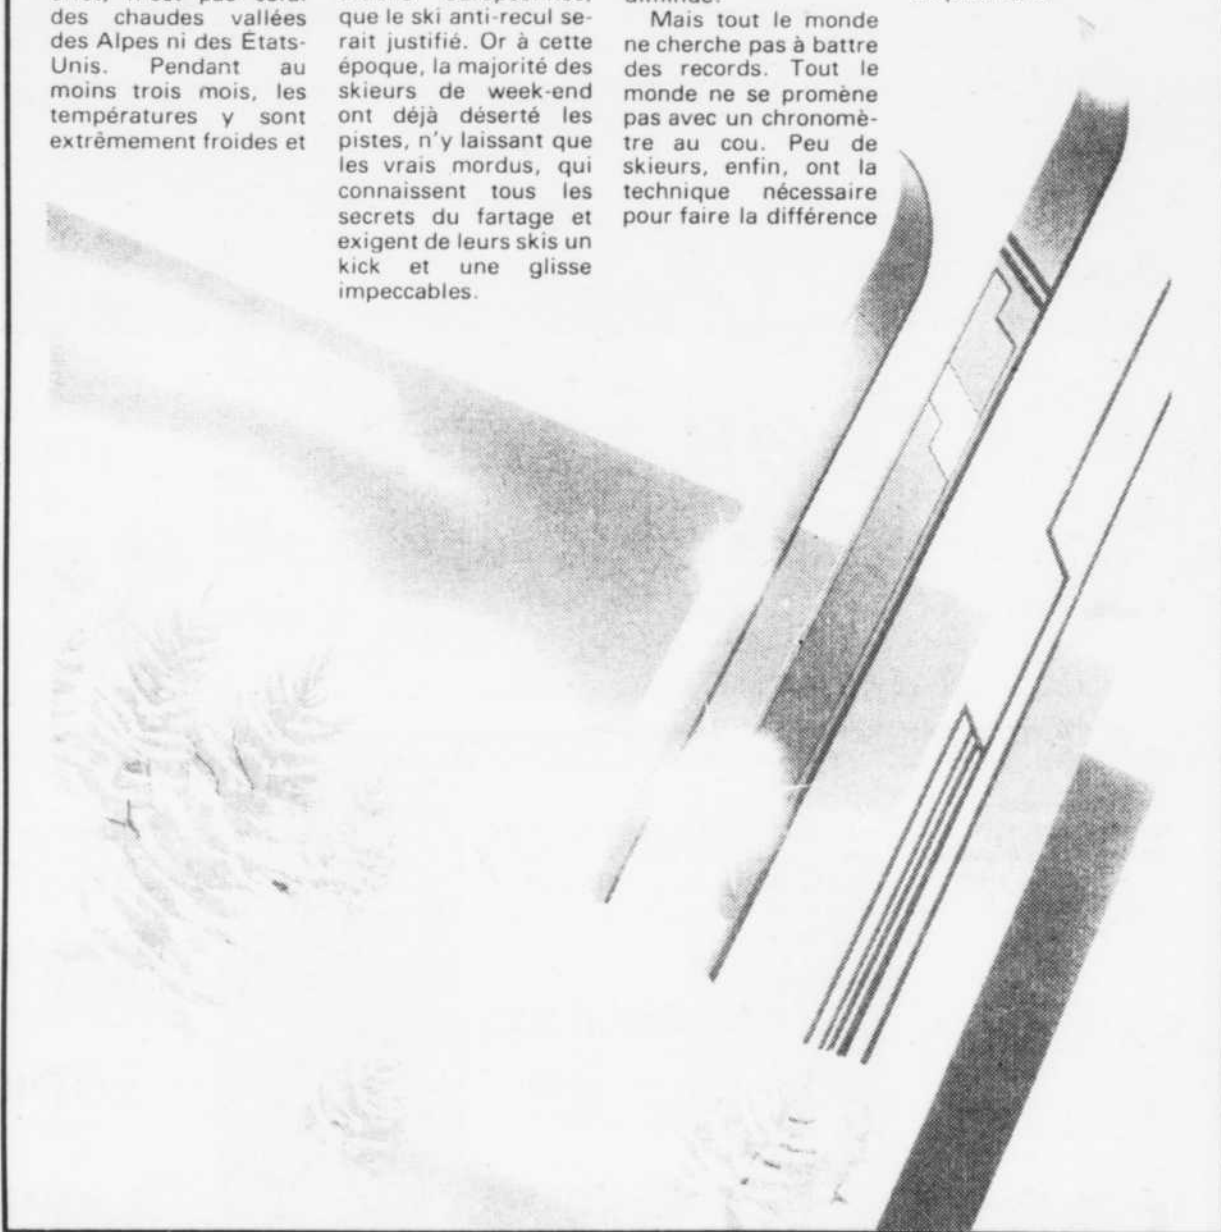 des chaudes vallées
des Alpes ni des États-
Unis. Pendant au
moins trois mois, les
températures y sont
extrêmement froides et
que le ski anti-recul se-
rait justifié. Or à cette
époque, la majorité des
skieurs de week-end
ont déjà déserté les
pistes, n'y laissant que
les vrais mordus, qui
connaissent tous les
secrets du fartage et
exigent de leurs skis un
kick et une glisse
impeccables.
Mais tout le monde
ne cherche pas à battre
des records. Tout le
monde ne se promène
pas avec un chronomè-
tre au cou. Peu de
skieurs, enfin, ont la
technique nécessaire
pour faire la différence